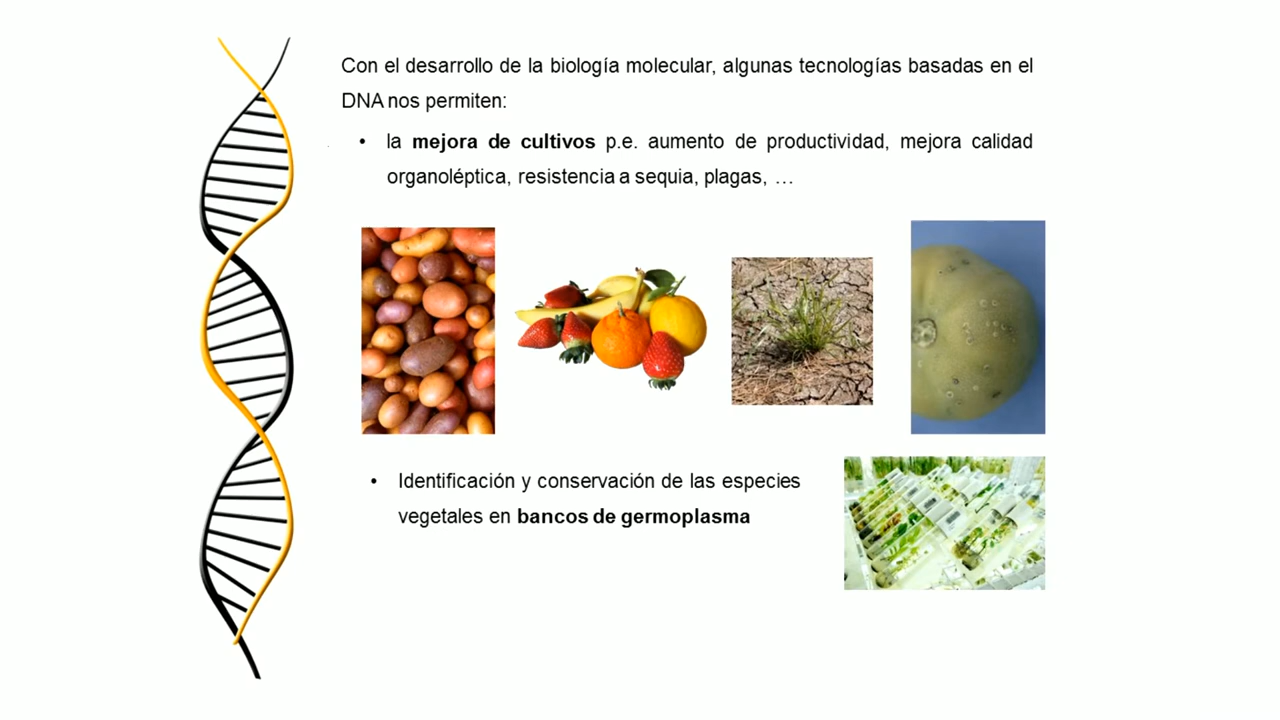 Con el desarrollo de la biología molecular, algunas tecnologías basadas en el
DNA nos permiten:
• la mejora de cultivos p.e. aumento de productividad, mejora calidad
organoléptica, resistencia a sequia, plagas, …
• Identificación y conservación de las especies
vegetales en bancos de germoplasma